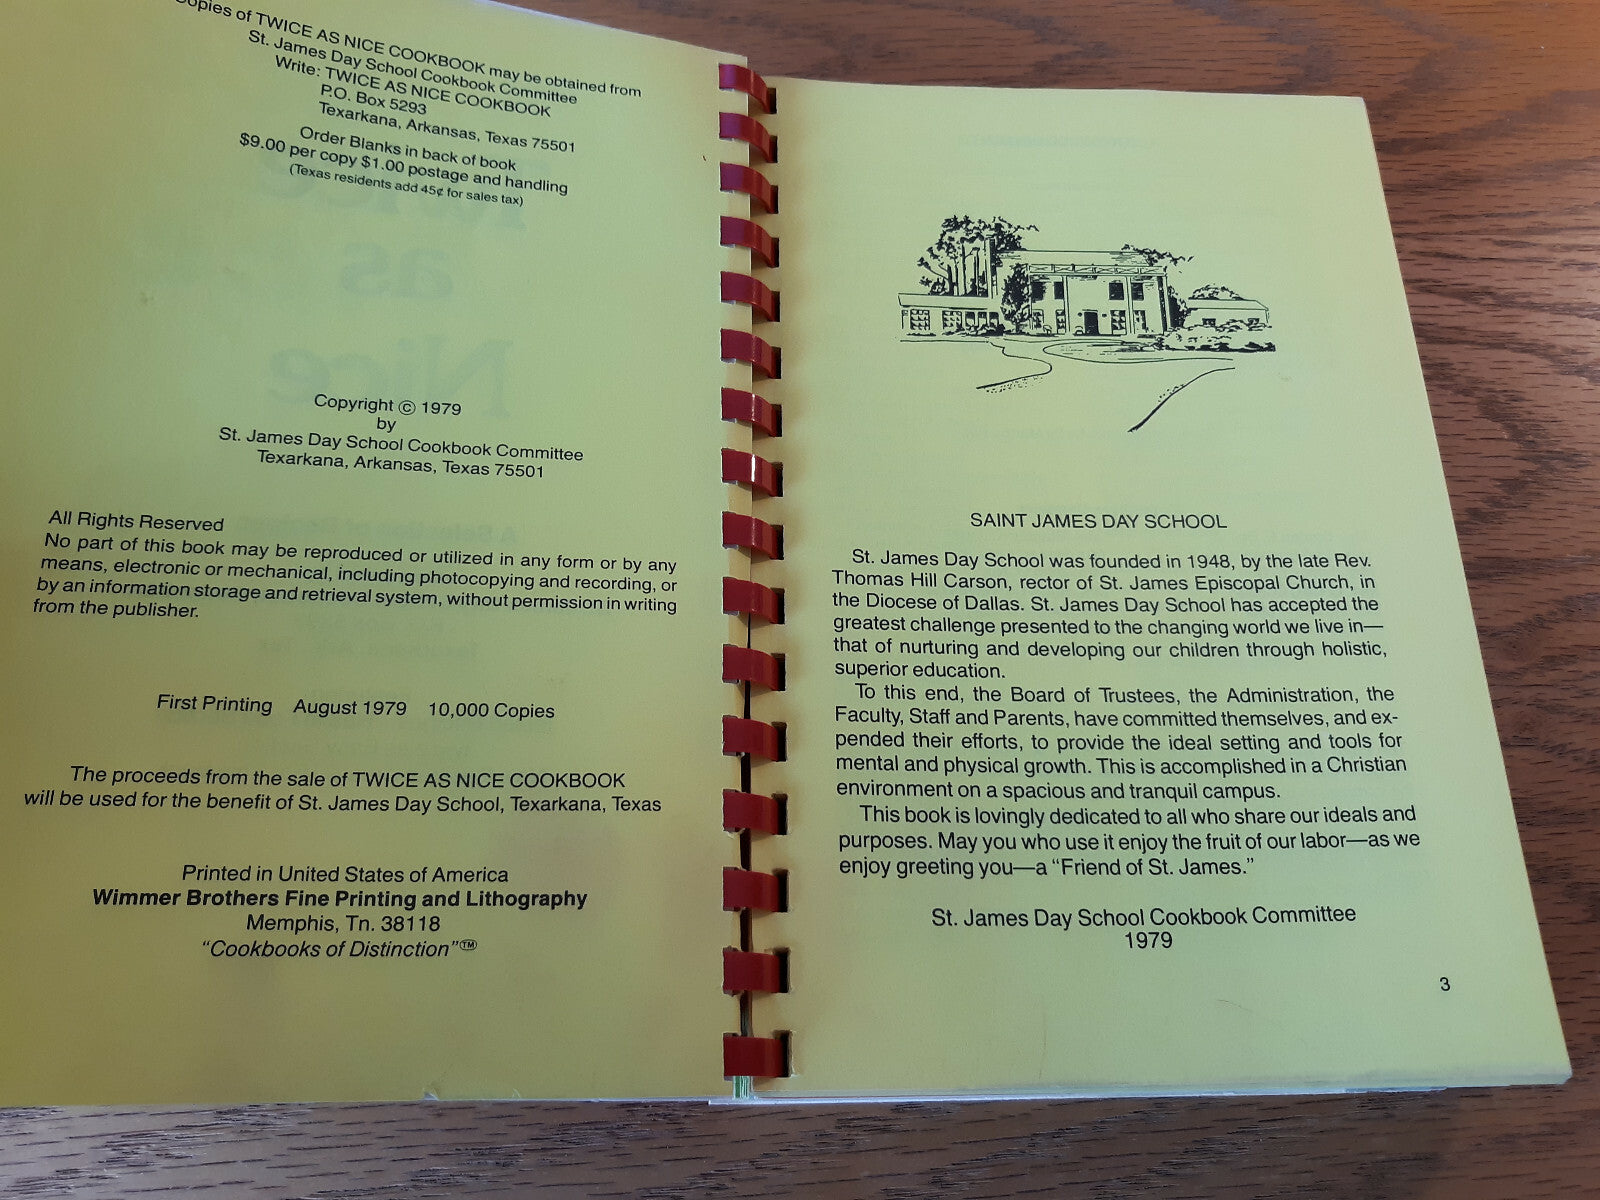 Copies of TWICE AS NICE COOKBOOK may be obtained from
St. James Day School Cookbook Committee
Write: TWICE AS NICE COOKBOOK
P.O. Box 5293
Texarkana, Arkansas, Texas 75501
Order Blanks in back of book
$9.00 per copy $1.00 postage and handling
(Texas residents add 45¢ for sales tax)
Twice
as
Nice
Copyright © 1979
by
St. James Day School Cookbook Committee
Texarkana, Arkansas, Texas 75501
All Rights Reserved
No part of this book may be reproduced or utilized in any form or by any
means, electronic or mechanical, including photocopying and recording, or
by an information storage and retrieval system, without permission in writing
from the publisher.
First Printing August 1979 10,000 Copies
The proceeds from the sale of TWICE AS NICE COOKBOOK
will be used for the benefit of St. James Day School, Texarkana, Texas
Printed in United States of America
Wimmer Brothers Fine Printing and Lithography
Memphis, Tn. 38118
"Cookbooks of Distinction"™
SAINT JAMES DAY SCHOOL
St. James Day School was founded in 1948, by the late Rev.
Thomas Hill Carson, rector of St. James Episcopal Church, in
the Diocese of Dallas. St. James Day School has accepted the
greatest challenge presented to the changing world we live in—
that of nurturing and developing our children through holistic,
superior education.
To this end, the Board of Trustees, the Administration, the
Faculty, Staff and Parents, have committed themselves, and ex-
pended their efforts, to provide the ideal setting and tools for
mental and physical growth. This is accomplished in a Christian
environment on a spacious and tranquil campus.
This book is lovingly dedicated to all who share our ideals and
purposes. May you who use it enjoy the fruit of our labor—as we
enjoy greeting you—a "Friend of St. James."
St. James Day School Cookbook Committee
1979
3